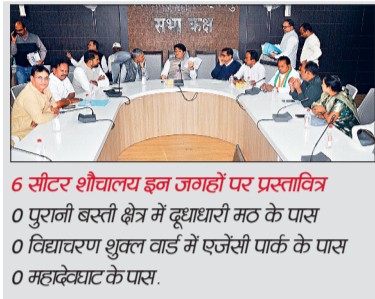 सभा कक्ष
6 सीटर शौचालय इन जगहों पर प्रस्तावित
0 पुरानी बस्ती क्षेत्र में दूधाधारी मठ के पास
0 विद्याचरण शुक्ल वार्ड में एजेंसी पार्क के पास
0 महादेवघाट के पास.